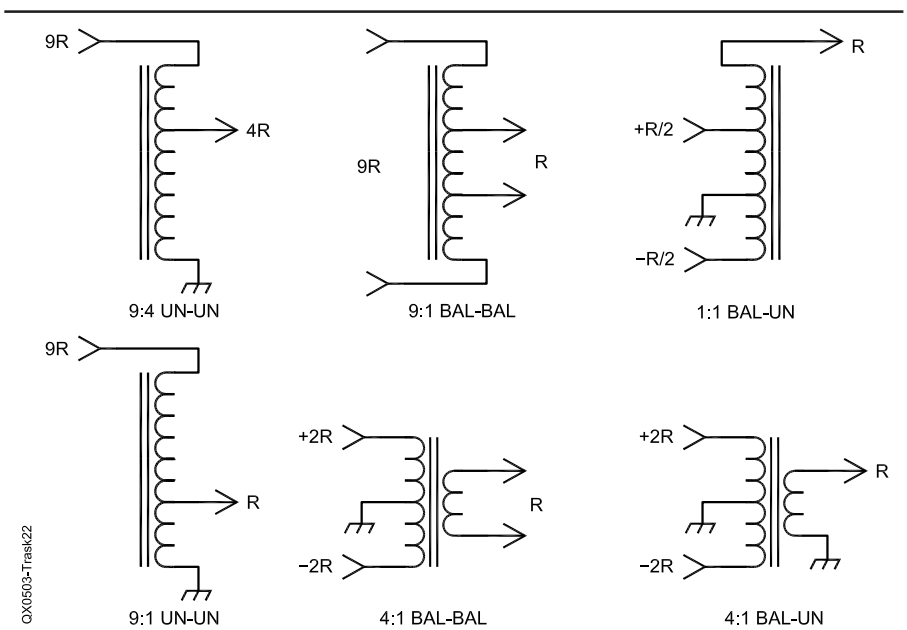 9R
4R
9:4 UN-UN
9R
R
9:1 BAL-BAL
R
+R/2
−R/2
1:1 BAL-UN
9R
R
9:1 UN-UN
+2R
−2R
R
4:1 BAL-BAL
+2R
−2R
R
4:1 BAL-UN
QX0503-Trask22